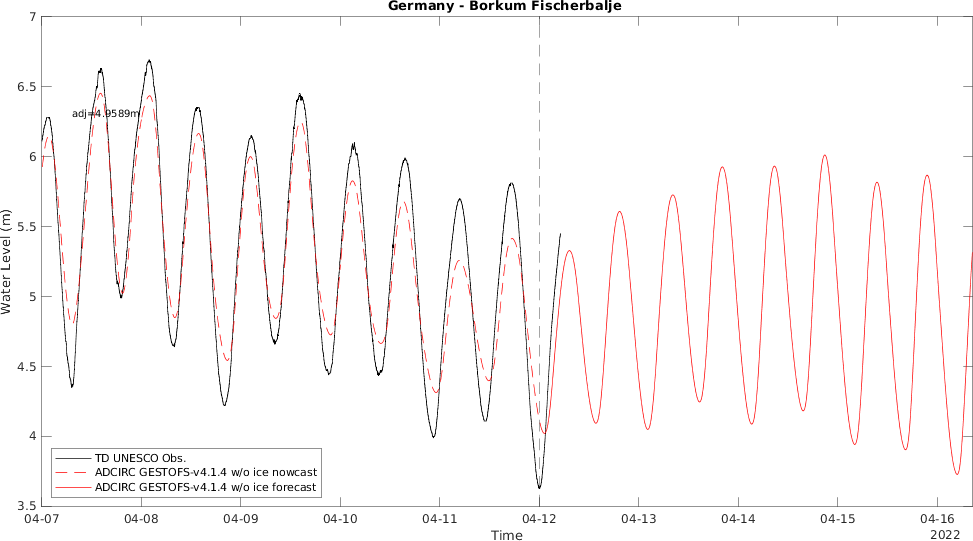 Germany - Borkum Fischerbalje
7
6.5
adj=4.9589m
6
5.5
Water Level (m)
5
4.5
4
TD UNESCO Obs.
ADCIRC GESTOFS-v4.1.4 w/o ice nowcast
ADCIRC GESTOFS-v4.1.4 w/o ice forecast
3.5
04-07 04-08 04-09 04-10 04-11 04-12 04-13 04-14 04-15 04-16
Time
2022